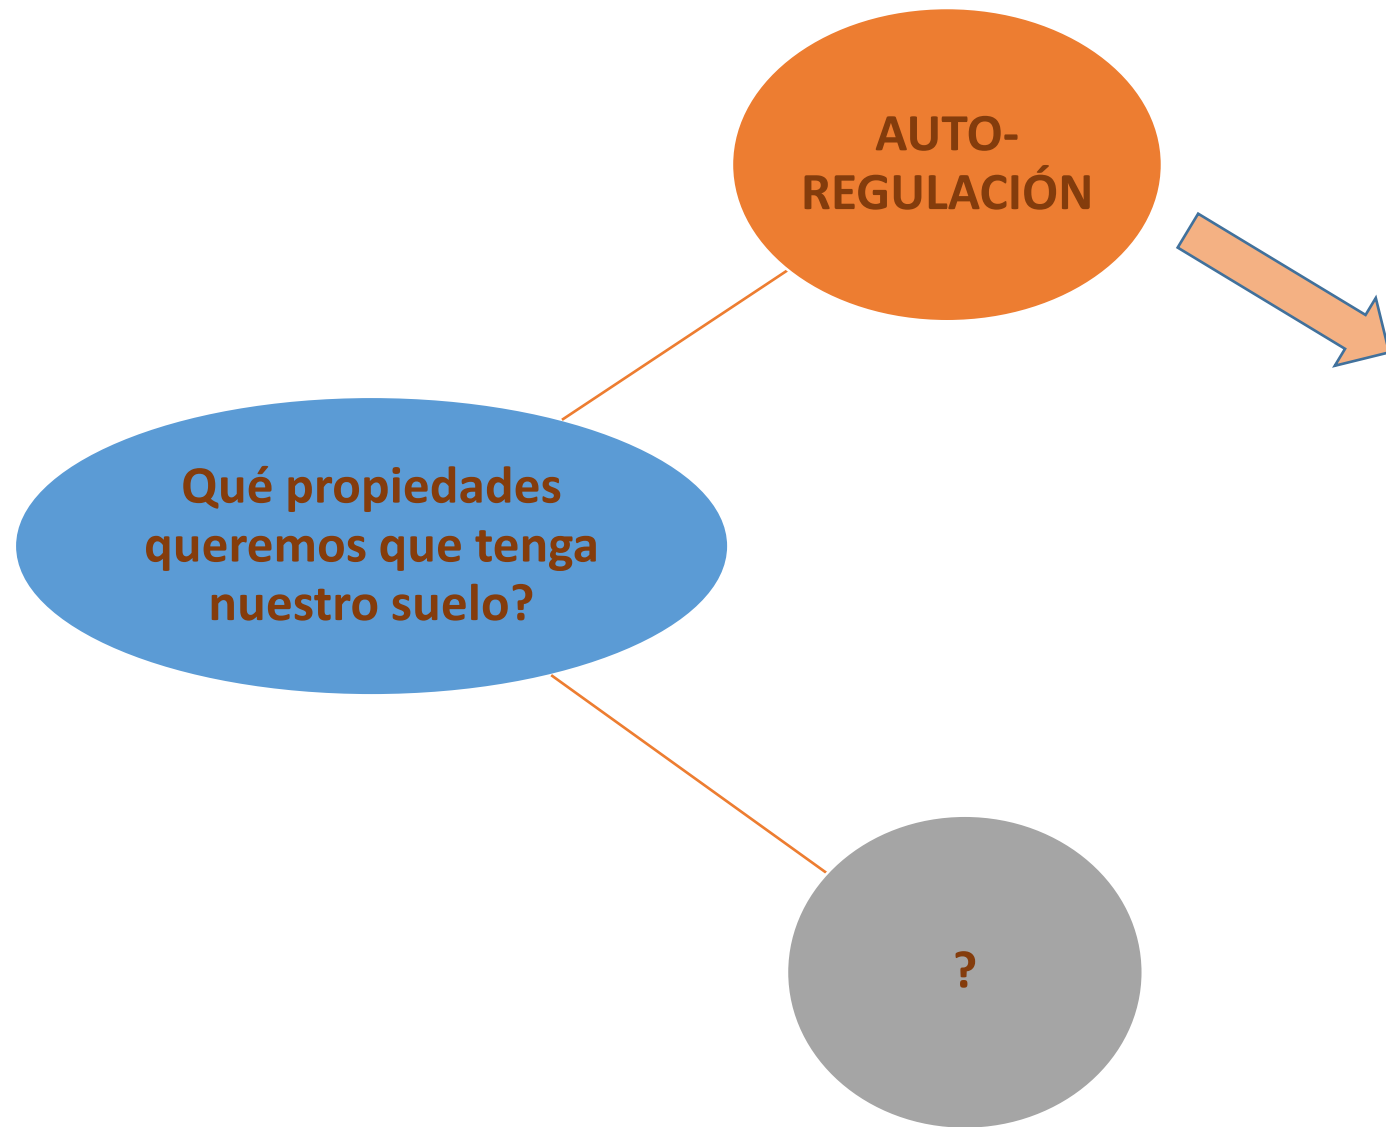 AUTO-
REGULACIÓN
Qué propiedades
queremos que tenga
nuestro suelo?
?